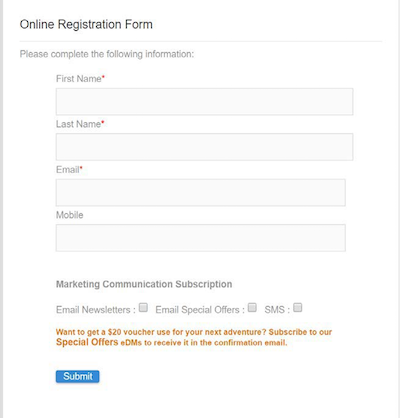 Online Registration Form
Please complete the following information:
First Name*
Last Name*
Email*
Mobile
Marketing Communication Subscription
Email Newsletters : Email Special Offers : SMS :
Want to get a $20 voucher use for your next adventure? Subscribe to our
Special Offers eDMs to receive it in the confirmation email.
Submit